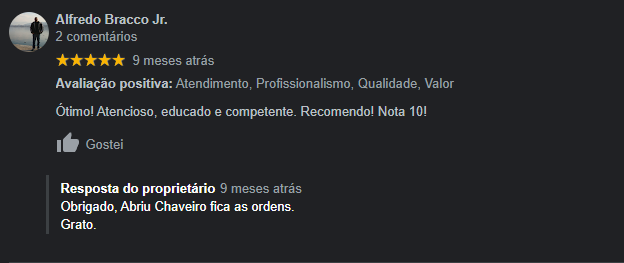 Alfredo Bracco Jr.
2 comentários
9 meses atrás
Avaliação positiva: Atendimento, Profissionalismo, Qualidade, Valor
Ótimo! Atencioso, educado e competente. Recomendo! Nota 10!
Gostei
Resposta do proprietário 9 meses atrás
Obrigado, Abriu Chaveiro fica as ordens.
Grato.